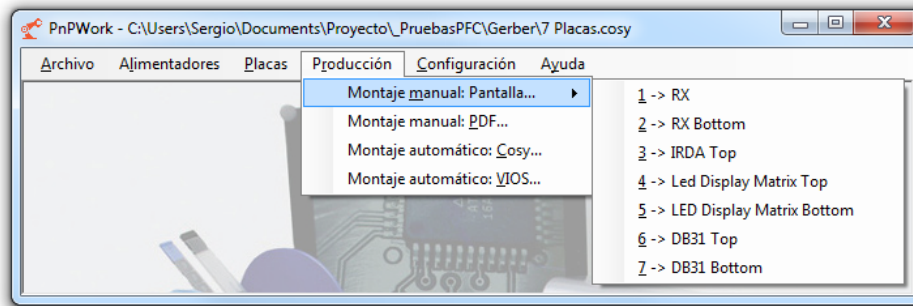 PnPWork - C:\Users\Sergio\Documents\Proyecto\_PruebasPFC\Gerber\7 Placas.cosy
Archivo Alimentadores Placas Producción Configuración Ayuda
Montaje manual: Pantalla...
Montaje manual: PDF...
Montaje automático: Cosy...
Montaje automático: VIOS...
1 -> RX
2 -> RX Bottom
3 -> IRDA Top
4 -> Led Display Matrix Top
5 -> LED Display Matrix Bottom
6 -> DB31 Top
7 -> DB31 Bottom